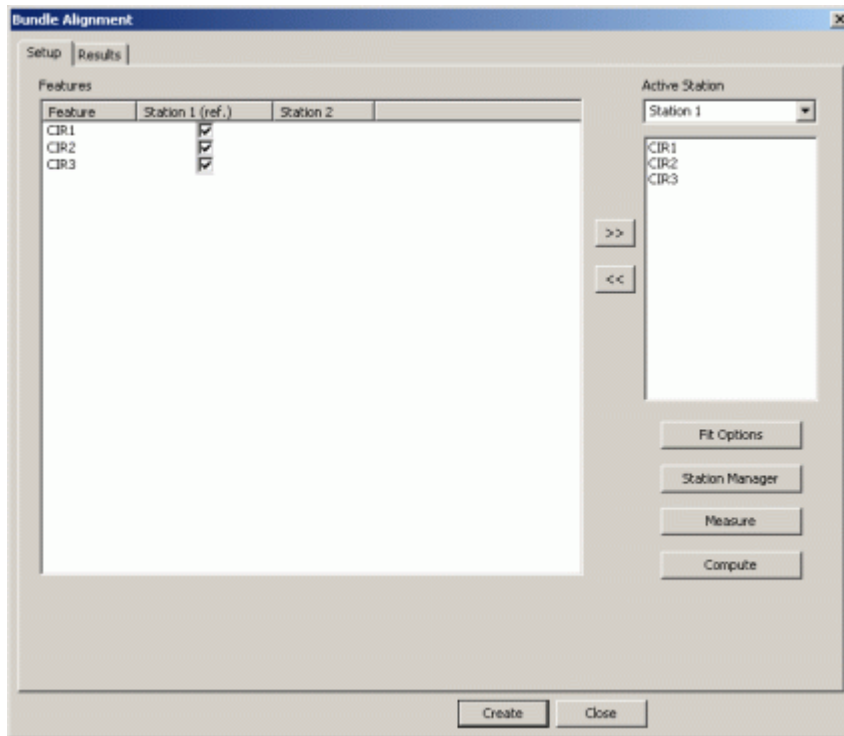 Bundle Alignment
Setup Results
Features
Feature Station 1 (ref.) Station 2
CIR1
CIR2
CIR3
Active Station
Station 1
CIR1
CIR2
CIR3
>>
<<
Fit Options
Station Manager
Measure
Compute
Create Close